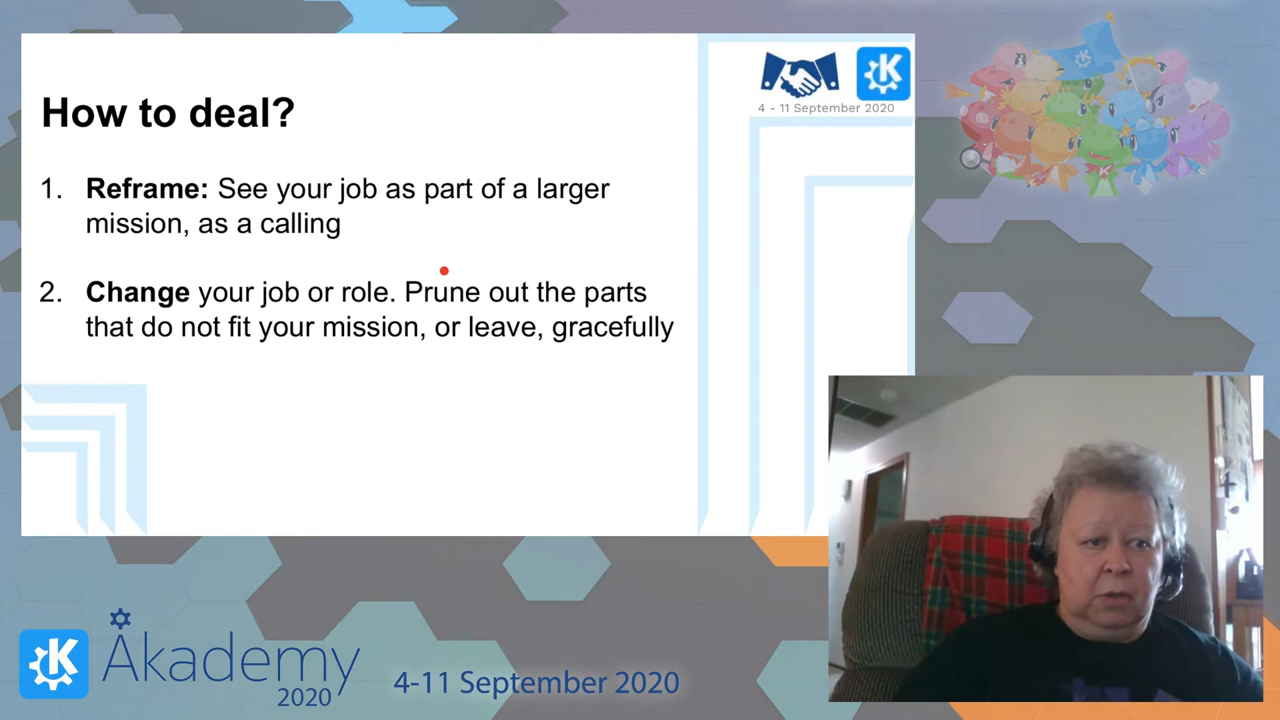 4 - 11 September 2020
How to deal?
1. Reframe: See your job as part of a larger
mission, as a calling
2. Change your job or role. Prune out the parts
that do not fit your mission, or leave, gracefully
Akademy
2020
4-11 September 2020